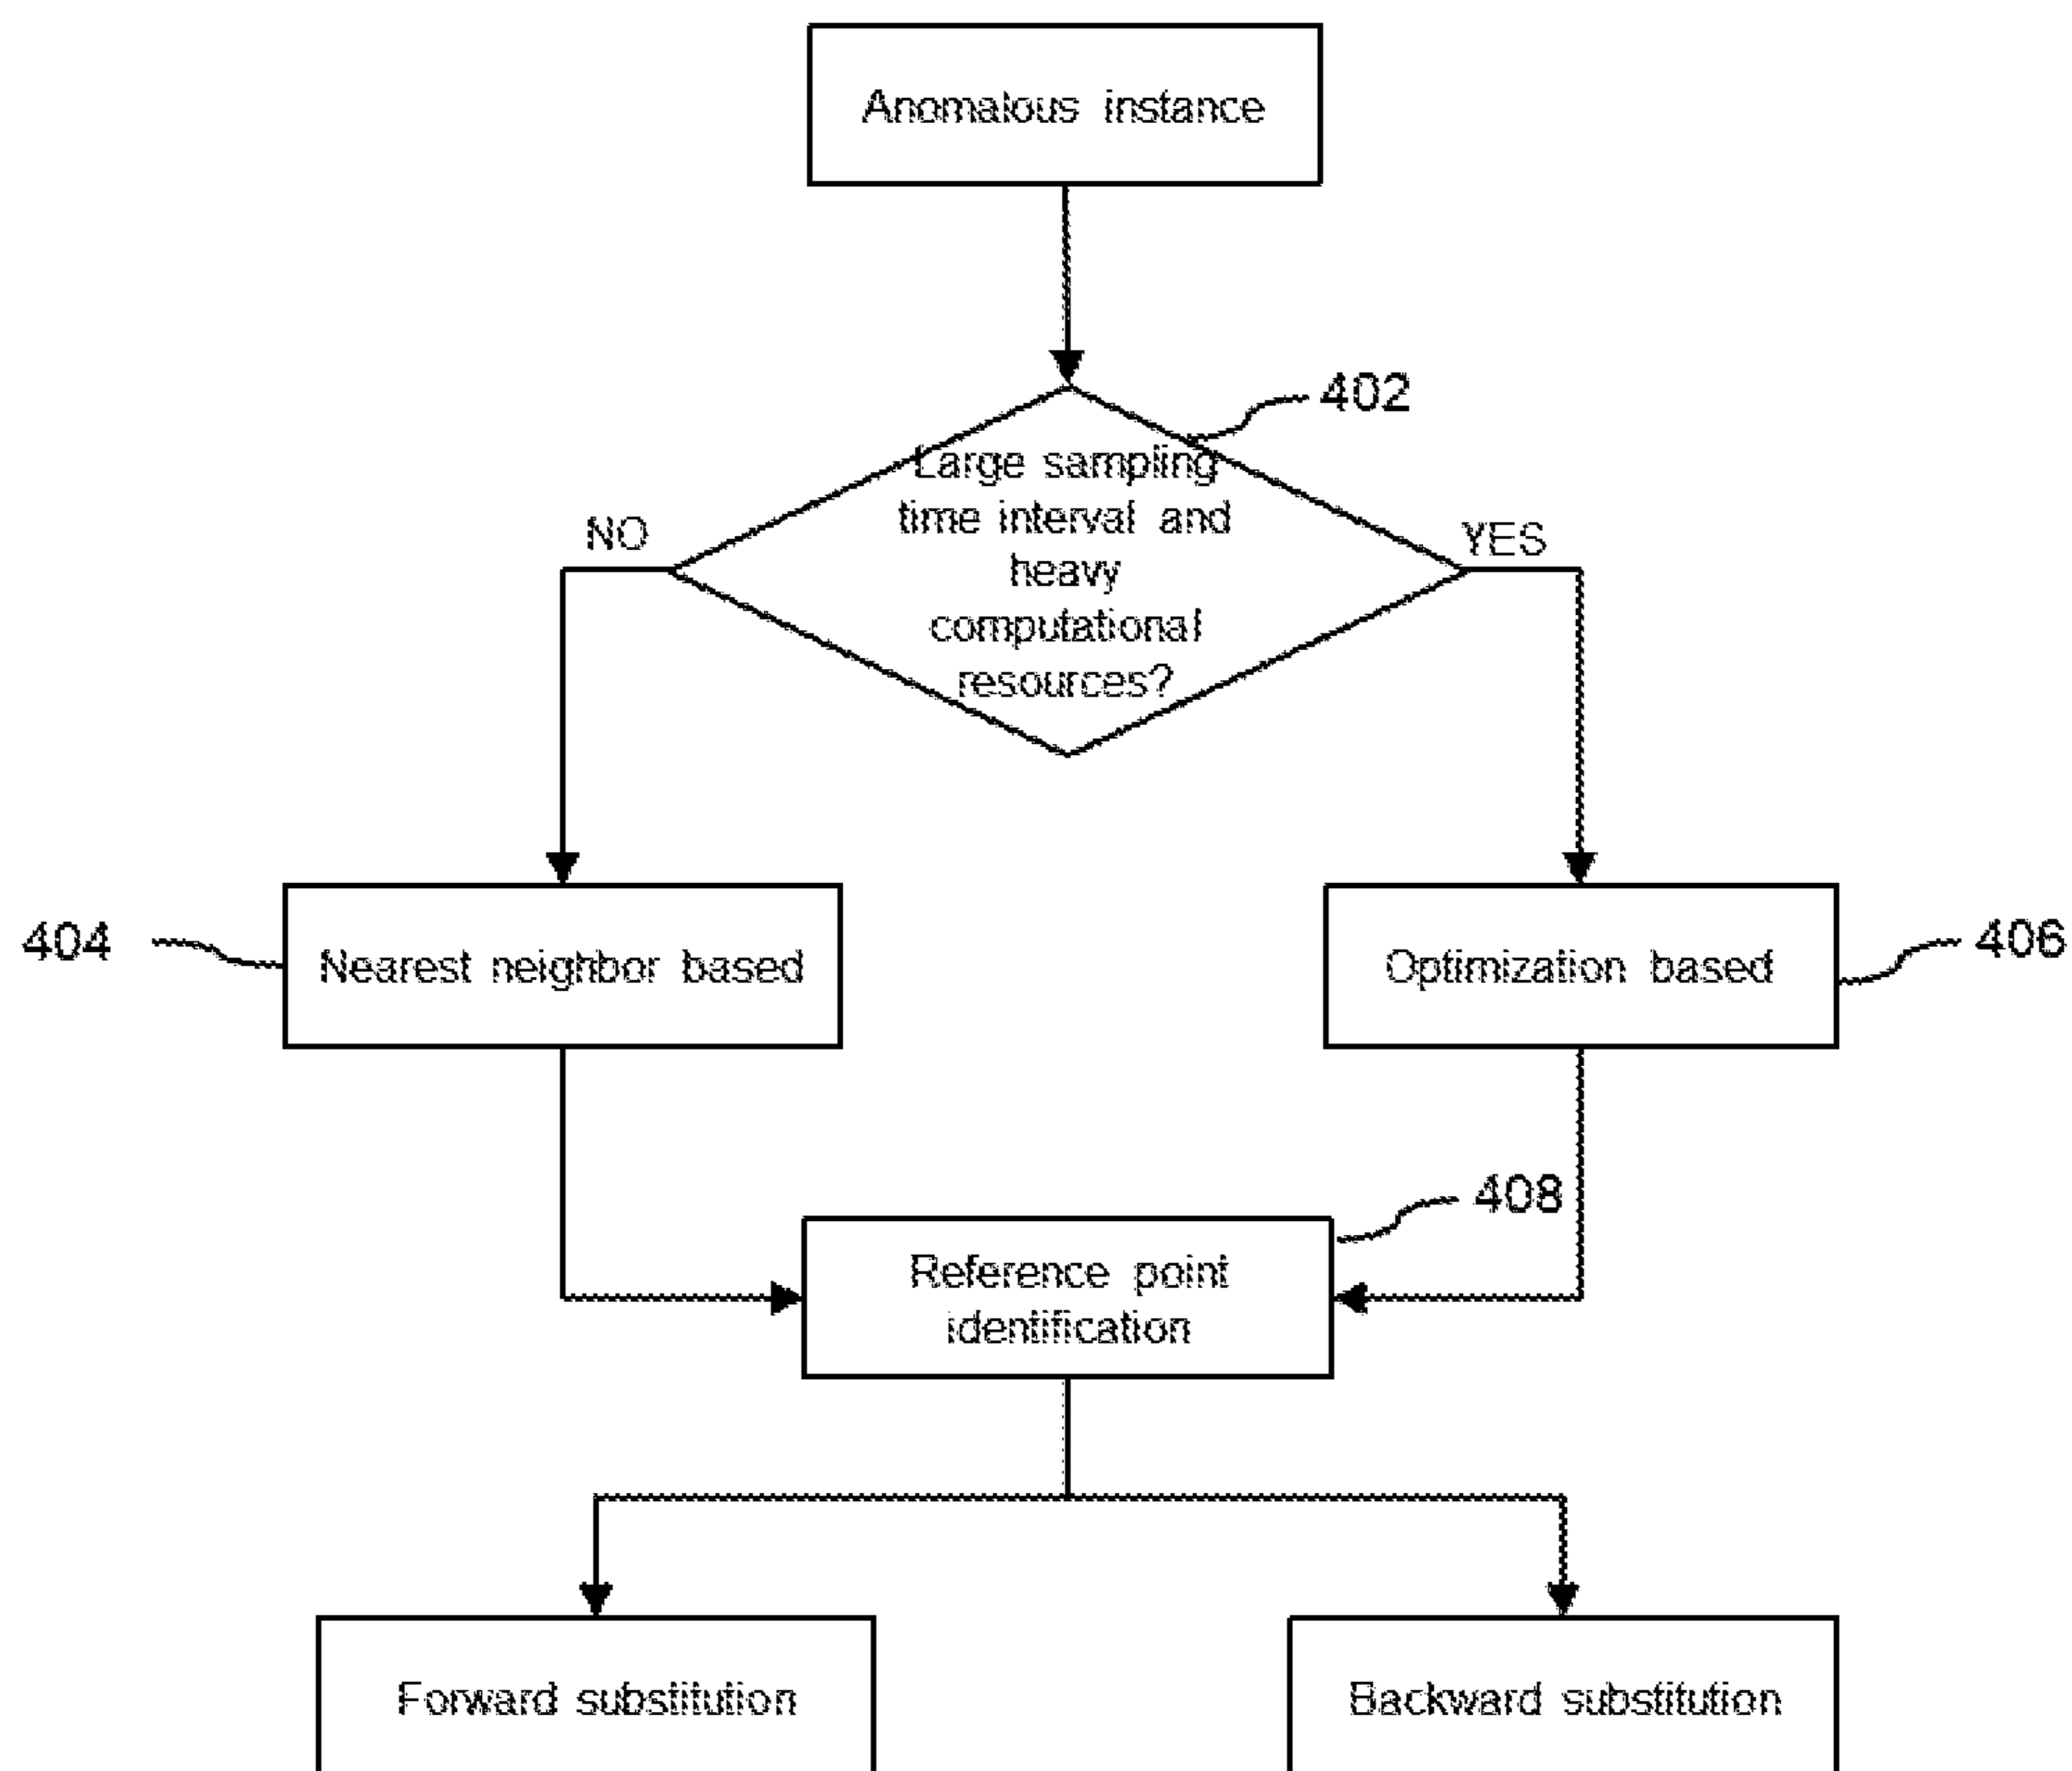 Anomalous instance
402
Large sampling
time interval and
heavy
computational
resources?
NO
YES
404
Nearest neighbor based
Optimization based
406
408
Reference point
identification
Forward substitution
Backward substitution